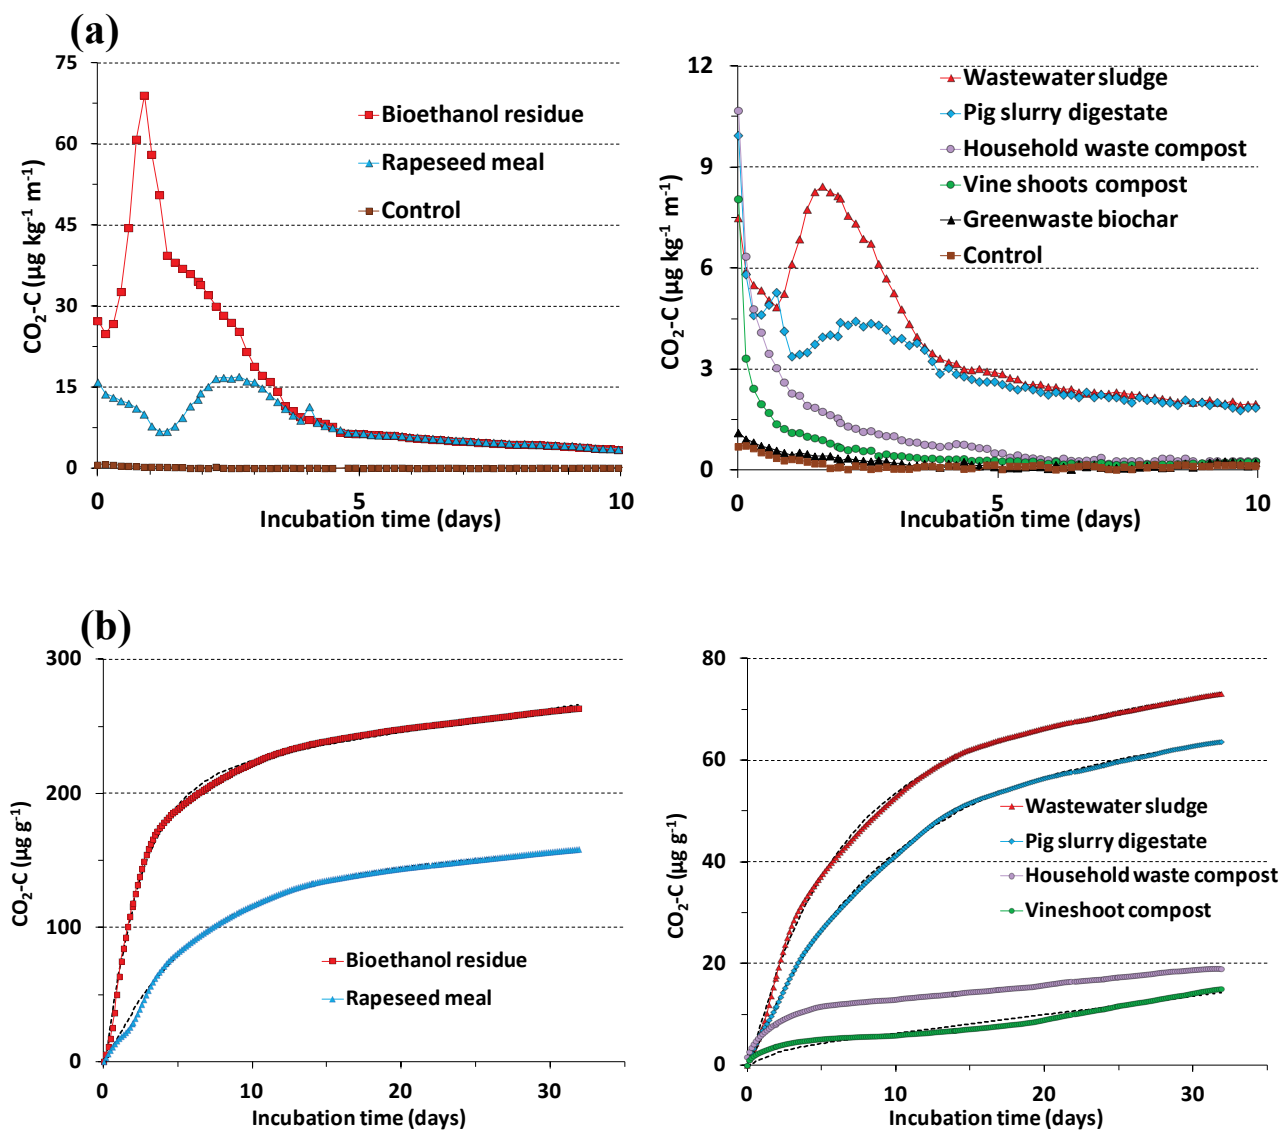 (a)
75
60
45
30
15
0
CO₂-C (µg kg⁻¹ m⁻¹)
Bioethanol residue
Rapeseed meal
Control
0
5
10
Incubation time (days)
12
9
6
3
0
CO₂-C (µg kg⁻¹ m⁻¹)
Wastewater sludge
Pig slurry digestate
Household waste compost
Vine shoots compost
Greenwaste biochar
Control
0
5
10
Incubation time (days)
(b)
300
200
100
0
CO₂-C (µg g⁻¹)
Bioethanol residue
Rapeseed meal
0
10
20
30
Incubation time (days)
80
60
40
20
0
CO₂-C (µg g⁻¹)
Wastewater sludge
Pig slurry digestate
Household waste compost
Vineshoot compost
0
10
20
30
Incubation time (days)